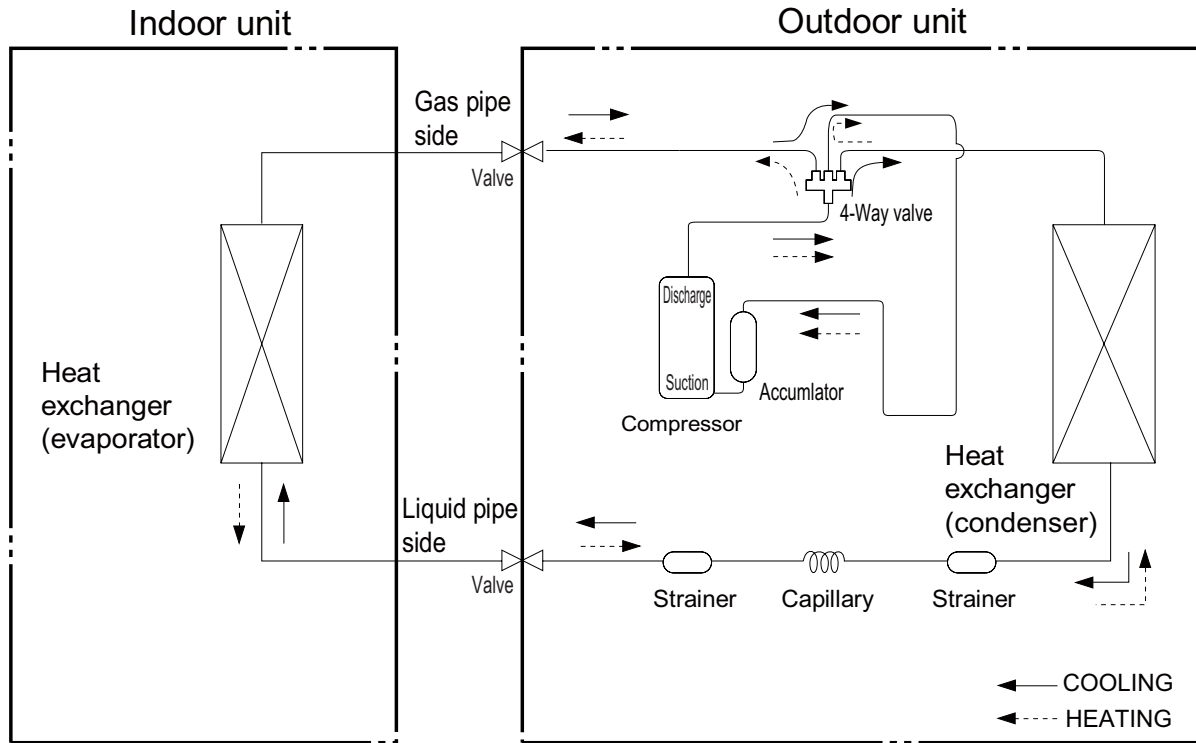 Indoor unit
Outdoor unit
Gas pipe
side
Valve
4-Way valve
Discharge
Suction
Accumlator
Compressor
Heat
exchanger
(evaporator)
Heat
exchanger
(condenser)
Liquid pipe
side
Valve
Strainer
Capillary
Strainer
COOLING
HEATING